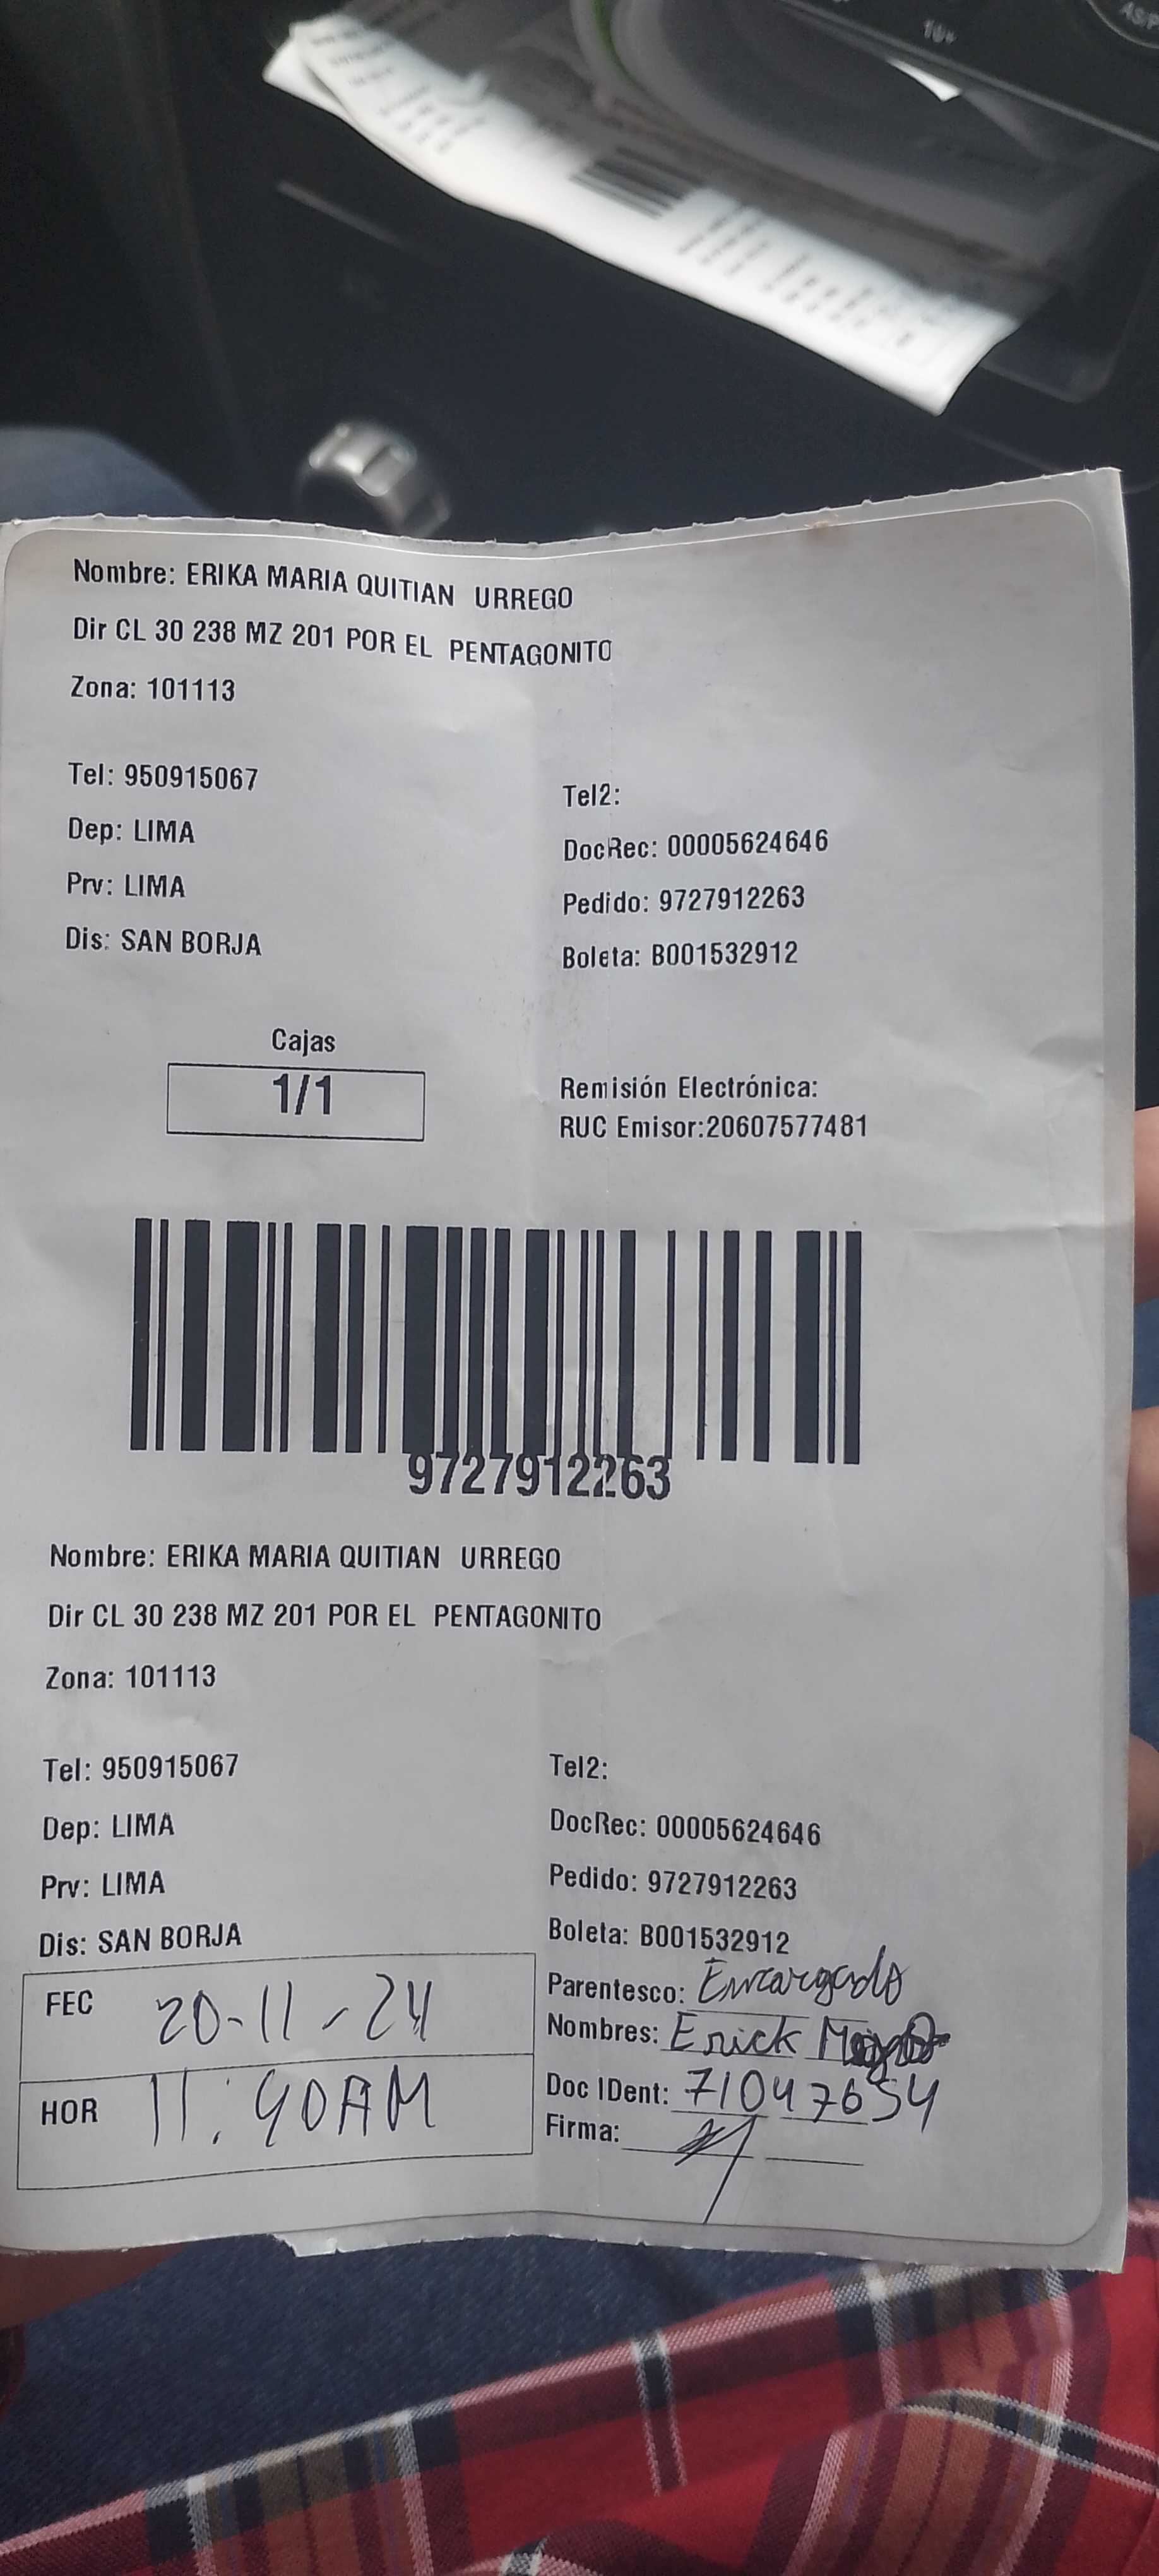 Nombre: ERIKA MARIA QUITIAN URREGO
Dir CL 30 238 MZ 201 POR EL PENTAGONITO
Zona: 101113
Tel: 950915067
Tel2:
Dep: LIMA
DocRec: 00005624646
Prv: LIMA
Pedido: 9727912263
Dis: SAN BORJA
Boleta: B001532912
Cajas
1/1
Remisión Electrónica:
RUC Emisor:20607577481
9727912263
Nombre: ERIKA MARIA QUITIAN URREGO
Dir CL 30 238 MZ 201 POR EL PENTAGONITO
Zona: 101113
Tel: 950915067
Tel2:
Dep: LIMA
DocRec: 00005624646
Prv: LIMA
Pedido: 9727912263
Dis: SAN BORJA
Boleta: B001532912
FEC 20-11-24
Parentesco: Encargado
Nombres: Erick
HOR 11:40AM
Doc IDent: 71047654
Firma: